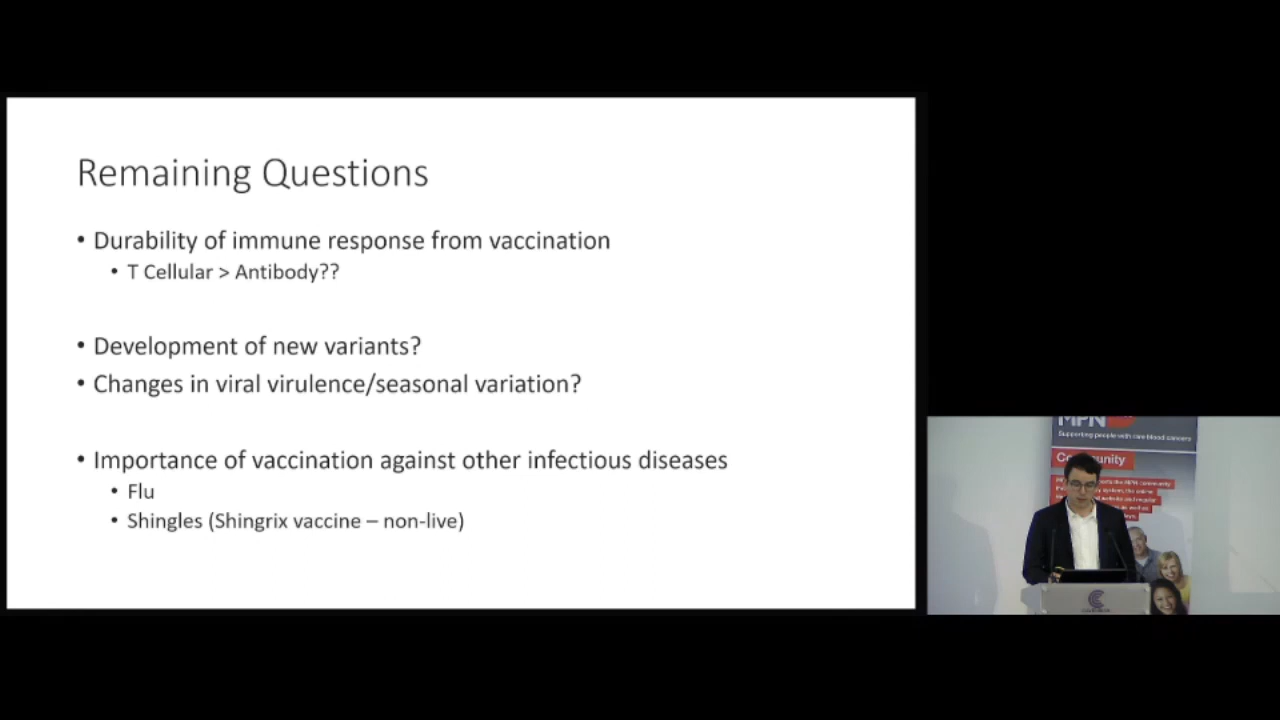 Remaining Questions
• Durability of immune response from vaccination
• T Cellular > Antibody??
• Development of new variants?
• Changes in viral virulence/seasonal variation?
• Importance of vaccination against other infectious diseases
• Flu
• Shingles (Shingrix vaccine – non-live)
MPN
Supporting people with rare blood cancers